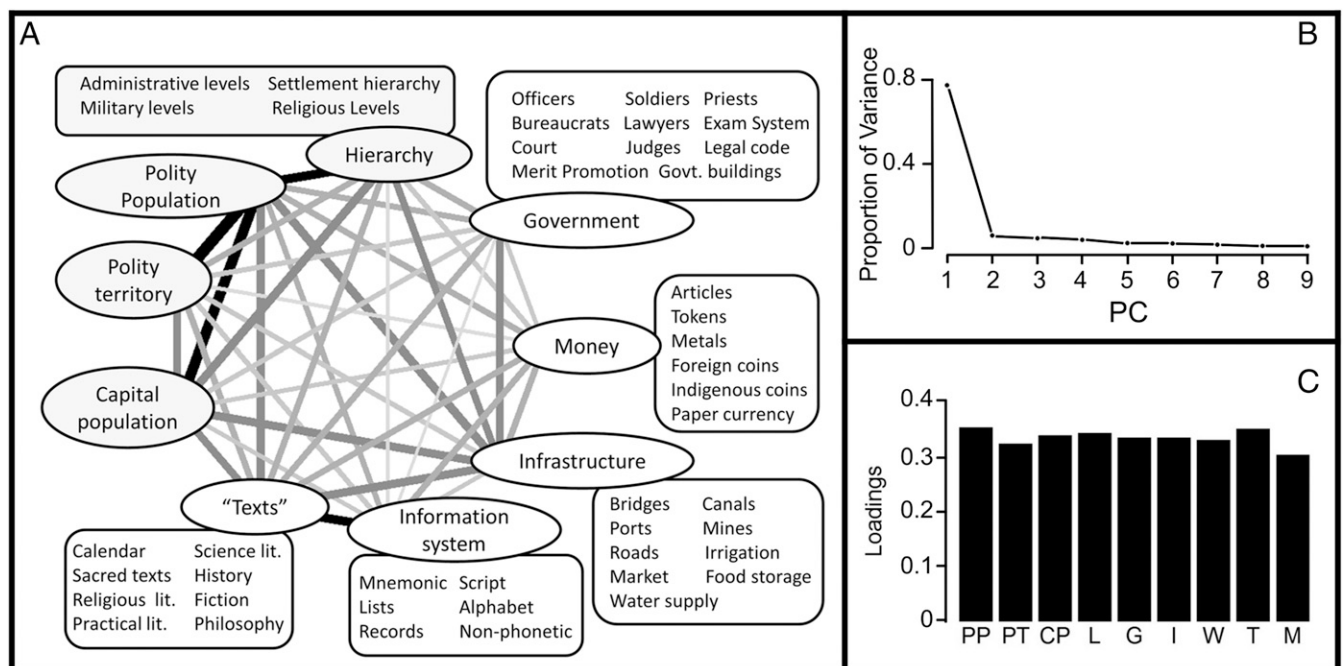 A
Administrative levels Settlement hierarchy
Military levels Religious Levels
Hierarchy
Officers Soldiers Priests
Bureaucrats Lawyers Exam System
Court Judges Legal code
Merit Promotion Govt. buildings
Government
Polity
Population
Polity
territory
Capital
population
Money
Articles
Tokens
Metals
Foreign coins
Indigenous coins
Paper currency
Infrastructure
Bridges Canals
Ports Mines
Roads Irrigation
Market Food storage
Water supply
Information
system
Mnemonic Script
Lists Alphabet
Records Non-phonetic
“Texts”
Calendar Science lit.
Sacred texts History
Religious lit. Fiction
Practical lit. Philosophy
B
Proportion of Variance
0.8
0.4
0
1 2 3 4 5 6 7 8 9
PC
C
Loadings
0.4
0.3
0.2
0.1
0
PP PT CP L G I W T M